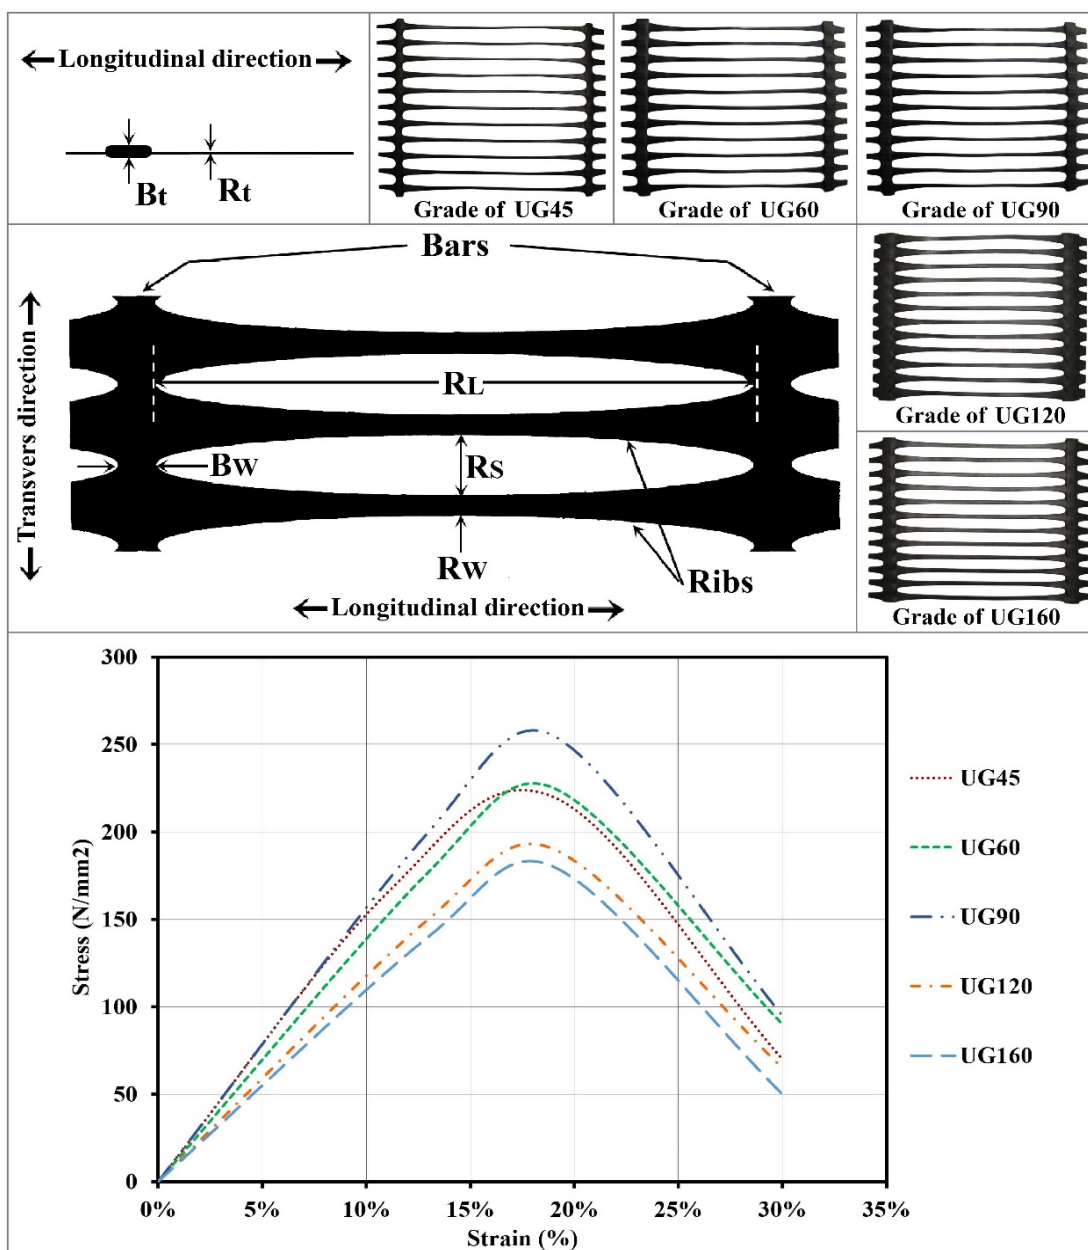 Longitudinal direction
Bt
Rt
Grade of UG45
Grade of UG60
Grade of UG90
Transvers direction
Bars
RL
BW
RS
RW
Ribs
Longitudinal direction
Grade of UG120
Grade of UG160
Stress (N/mm2)
300
250
200
150
100
50
0
0%
5%
10%
15%
20%
25%
30%
35%
Strain (%)
UG45
UG60
UG90
UG120
UG160